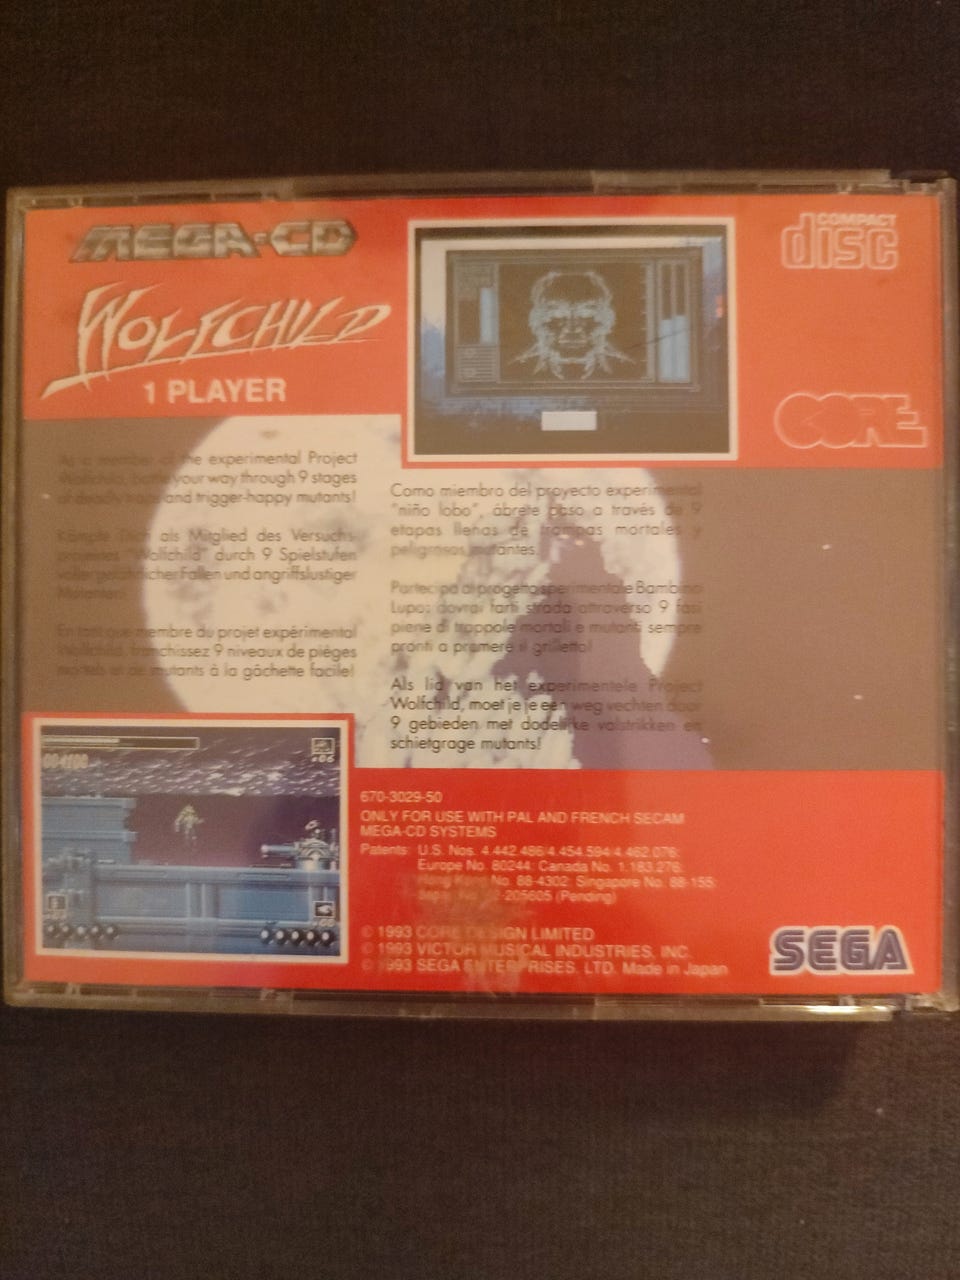 MEGA-CD
COMPACT
disc
WOLFCHILD
1 PLAYER
CORE
As a member of the experimental Project
Wolfchild, your way through 9 stages
of deadly traps and trigger-happy mutants!
Kämpfe Dich als Mitglied des Versuchs-
projektes "Wolfchild" durch 9 Spielstufen
voller gefährlicher Fallen und angriffslustiger
Mutanten!
En tant que membre du projet expérimental
Wolfchild, franchissez 9 niveaux de pièges
mortels et de mutants à la gâchette facile!
Como miembro del proyecto experimental
"niño lobo", ábrete paso a través de 9
etapas llenas de trampas mortales y
peligrosos mutantes.
Partecipa al progetto sperimentale Bambino
Lupo: dovrai farti strada attraverso 9 fasi
piene di trappole mortali e mutanti sempre
pronti a premere il grilletto!
Als lid van het experimentele Project
Wolfchild, moet je je een weg vechten door
9 gebieden met dodelijke valstrikken en
schietgrage mutants!
004100
670-3029-50
ONLY FOR USE WITH PAL AND FRENCH SECAM
MEGA-CD SYSTEMS
Patents: U.S. Nos. 4.442.486/4.454.594/4.462.076;
Europe No. 80244; Canada No. 1.183.276;
Hong Kong No. 88-4302; Singapore No. 88-155;
Japan No. 205605 (Pending)
© 1993 CORE DESIGN LIMITED
© 1993 VICTOR MUSICAL INDUSTRIES, INC.
© 1993 SEGA ENTERPRISES, LTD. Made in Japan
SEGA